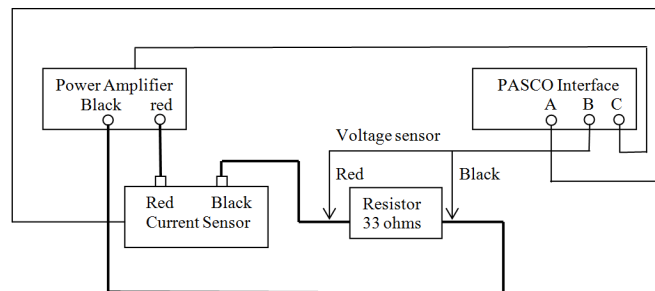 Power Amplifier
Black red
PASCO Interface
A B C
Voltage sensor
Red Black
Red Black
Current Sensor
Resistor
33 ohms